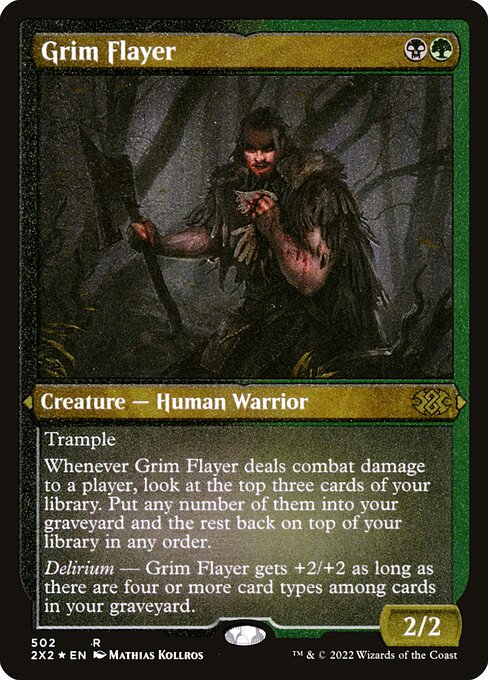 Grim Flayer
Creature — Human Warrior
Trample
Whenever Grim Flayer deals combat damage
to a player, look at the top three cards of your
library. Put any number of them into your
graveyard and the rest back on top of your
library in any order.
Delirium — Grim Flayer gets +2/+2 as long as
there are four or more card types among cards
in your graveyard.
2/2
502 R
2X2 ★ EN Mathias Kollros
™ & © 2022 Wizards of the Coast